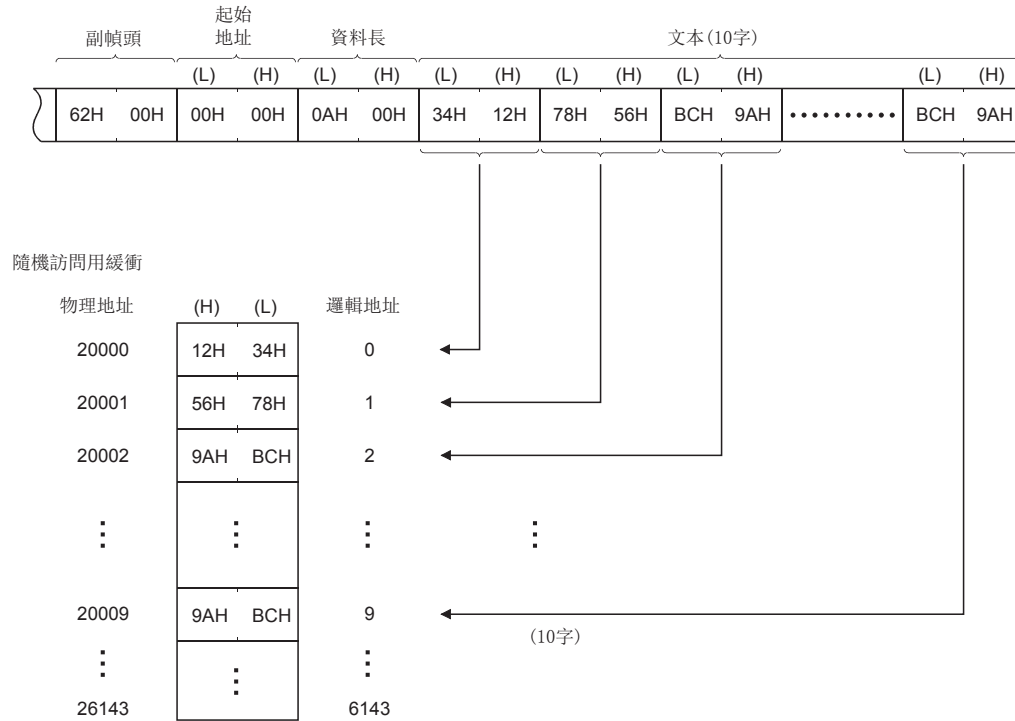 起始
副幀頭 地址 資料長 文本(10字)
(L) (H) (L) (H) (L) (H) (L) (H) (L) (H) (L) (H)
62H 00H 00H 00H 0AH 00H 34H 12H 78H 56H BCH 9AH •••••••••• BCH 9AH
隨機訪問用緩衝
物理地址 (H) (L) 邏輯地址
20000 12H 34H 0
20001 56H 78H 1
20002 9AH BCH 2
20009 9AH BCH 9
(10字)
26143 6143